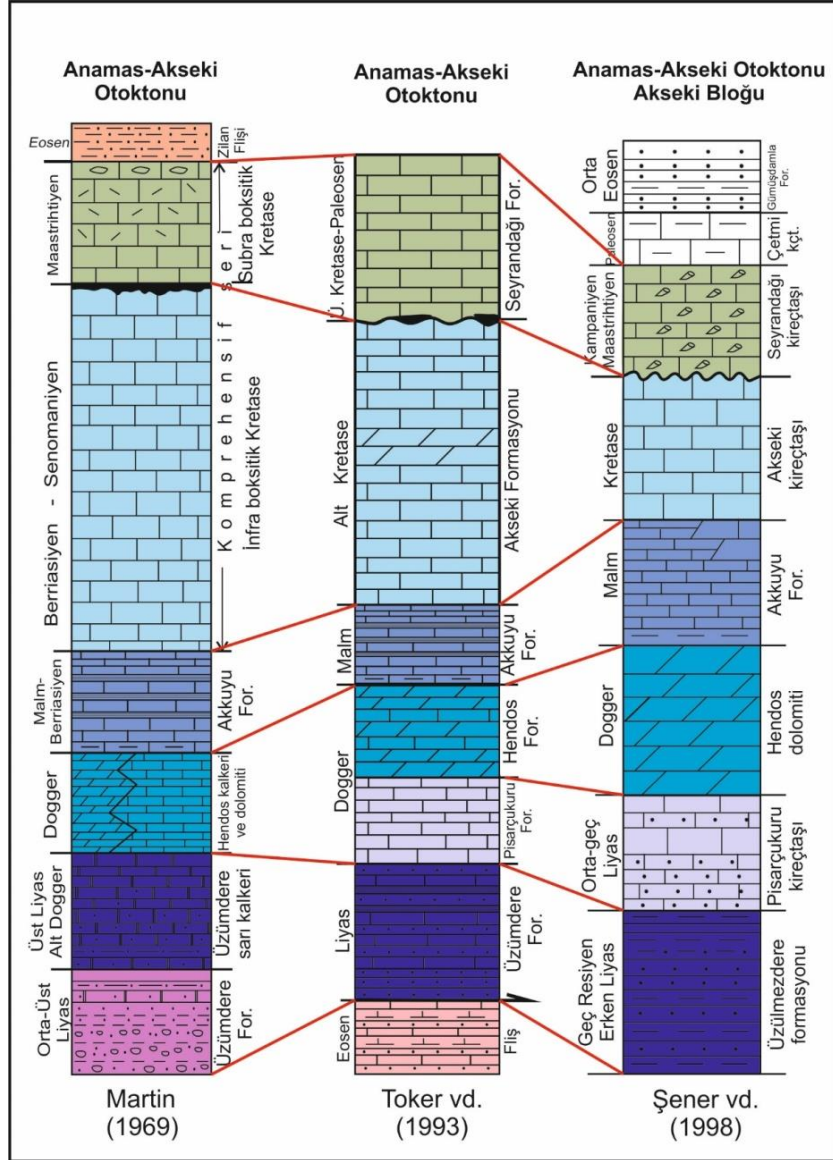 Anamas-Akseki
Otoktonu
Eosen
Zilan
Flişi
Maastrihtiyen
Subra boksitik
Kretase
Komprehensif seri
Berriasiyen - Senomaniyen
İnfra boksitik Kretase
Malm-
Berriasiyen
Akkuyu
For.
Dogger
Hendos kalkeri
ve dolomiti
Üst Liyas
Alt Dogger
Üzümdere
sarı kalkeri
Orta-Üst
Liyas
Üzümdere
For.
Martin
(1969)
Anamas-Akseki
Otoktonu
Ü. Kretase-Paleosen
Seyrandağı For.
Alt Kretase
Akseki Formasyonu
Malm
Akkuyu
For.
Dogger
Hendos
For.
Pisarçukuru
For.
Liyas
Üzümdere
For.
Eosen
Fliş
Toker vd.
(1993)
Anamas-Akseki Otoktonu
Akseki Bloğu
Orta
Eosen
Gümüşdamla
For.
Paleosen
Çetmi
kçt.
Kampaniyen
Maastrihtiyen
Seyrandağı
kireçtaşı
Kretase
Akseki
kireçtaşı
Malm
Akkuyu
For.
Dogger
Hendos
dolomiti
Orta-geç
Liyas
Pisarçukuru
kireçtaşı
Geç Resiyen
Erken Liyas
Üzülmezdere
formasyonu
Şener vd.
(1998)